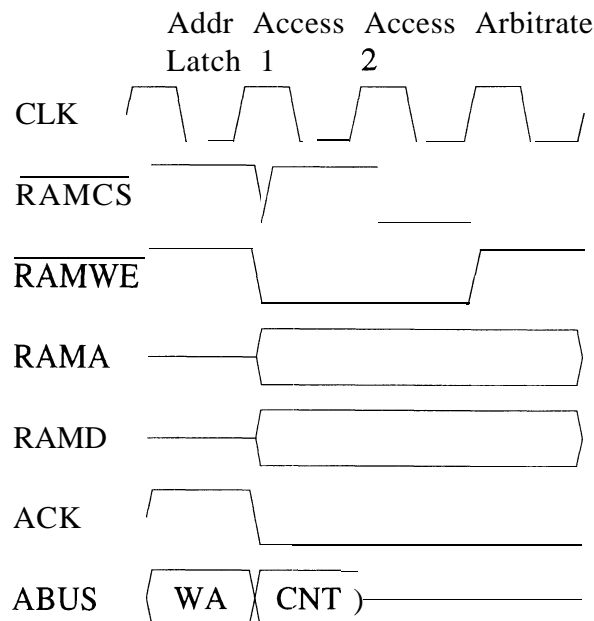 Addr Access Access Arbitrate
Latch 1 2
CLK
RAMCS
RAMWE
RAMA
RAMD
ACK
ABUS WA CNT )